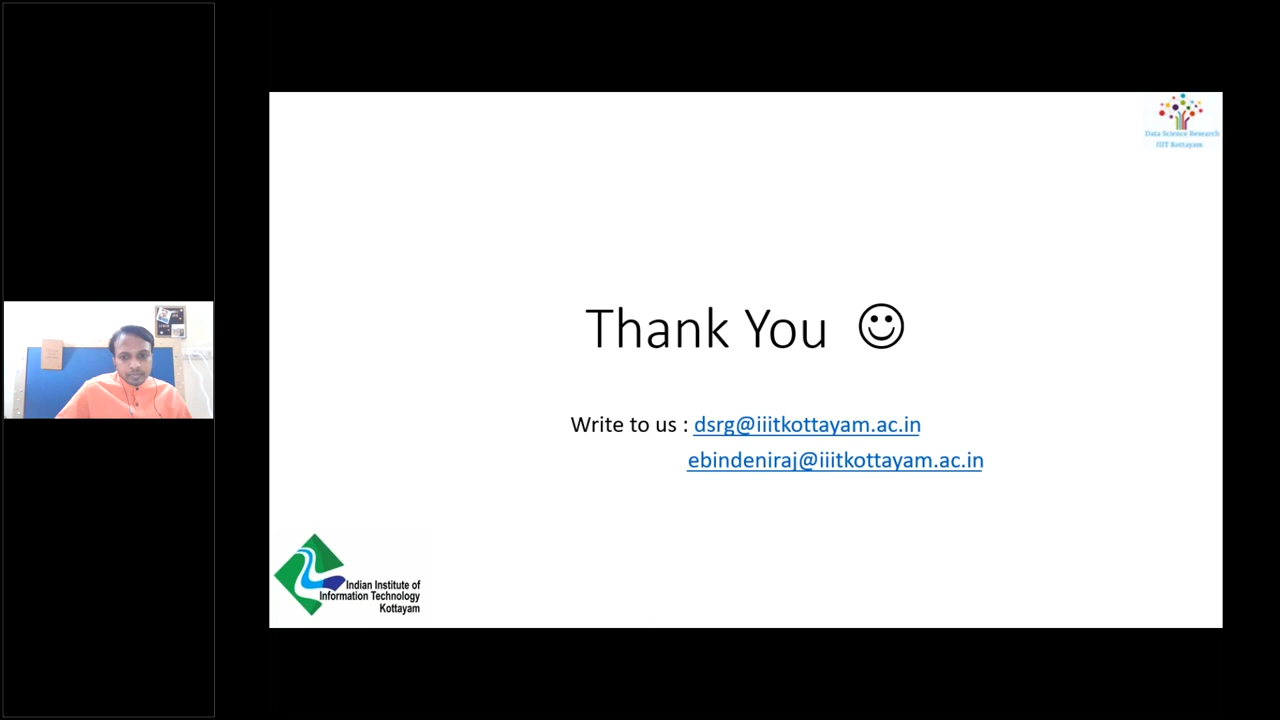 Data Science Research
IIIT Kottayam
Thank You
Write to us : dsrg@iiitkottayam.ac.in
ebindeniraj@iiitkottayam.ac.in
Indian Institute of
Information Technology
Kottayam